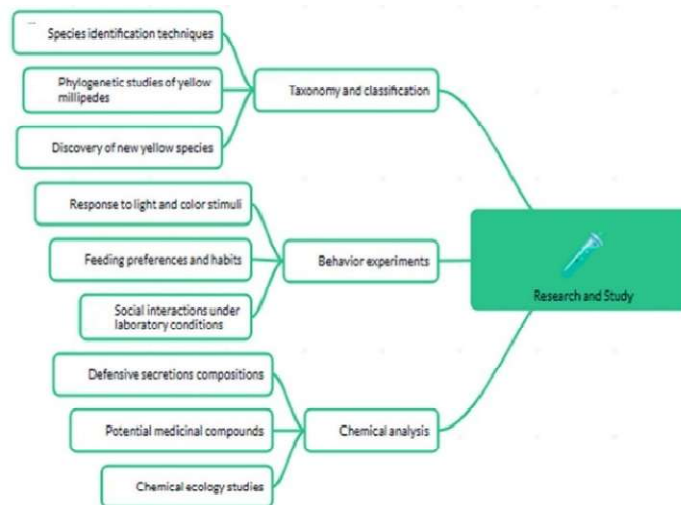 Species identification techniques
Phylogenetic studies of yellow
millipedes
Discovery of new yellow species
Taxonomy and classification
Response to light and color stimuli
Feeding preferences and habits
Social interactions under
laboratory conditions
Behavior experiments
Defensive secretions compositions
Potential medicinal compounds
Chemical ecology studies
Chemical analysis
Research and Study